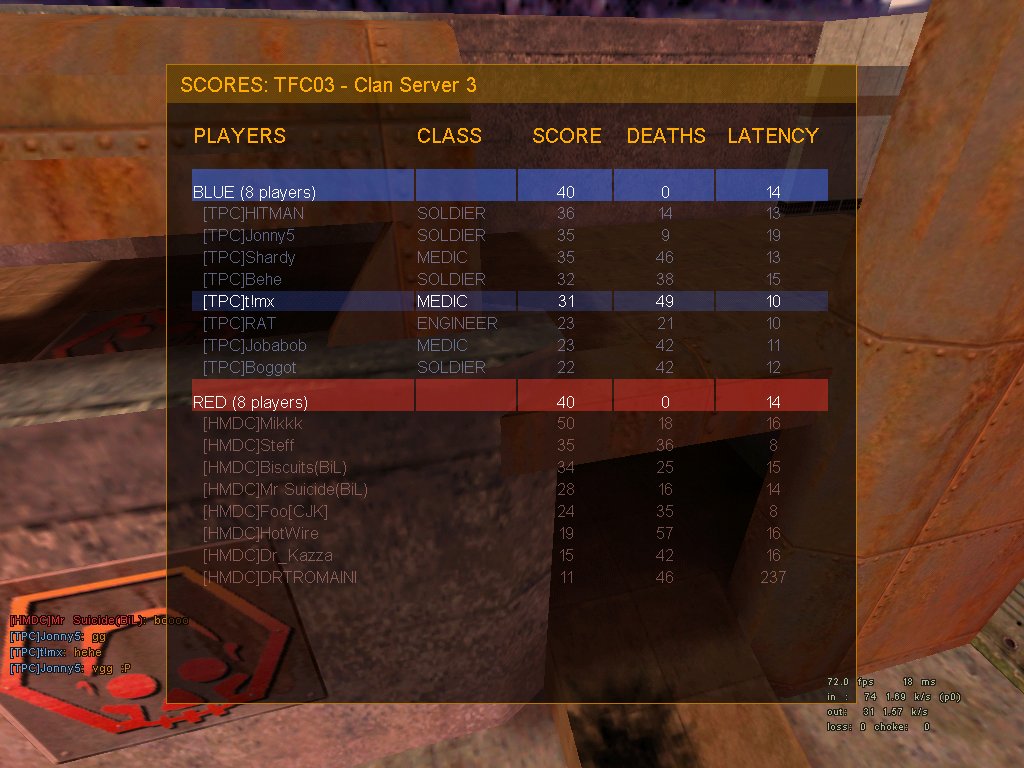 SCORES: TFC03 - Clan Server 3
PLAYERS CLASS SCORE DEATHS LATENCY
BLUE (8 players) 40 0 14
[TPC]HITMAN SOLDIER 36 14 13
[TPC]Jonny5 SOLDIER 35 9 19
[TPC]Shardy MEDIC 35 46 13
[TPC]Behe SOLDIER 32 38 15
[TPC]t!mx MEDIC 31 49 10
[TPC]RAT ENGINEER 23 21 10
[TPC]Jobabob MEDIC 23 42 11
[TPC]Boggot SOLDIER 22 42 12
RED (8 players) 40 0 14
[HMDC]Mikkk 50 18 16
[HMDC]Steff 35 36 8
[HMDC]Biscuits(BiL) 34 25 15
[HMDC]Mr Suicide(BiL) 28 16 14
[HMDC]Foo[CJK] 24 35 8
[HMDC]HotWire 19 57 16
[HMDC]Dr_Kazza 15 42 16
[HMDC]DRTROMAINI 11 46 237
[HMDC]Mr Suicide(BiL): boooo
[TPC]Jonny5: gg
[TPC]t!mx: hehe
[TPC]Jonny5: vgg :P
72.0 fps 18 ms
in : 74 1.69 k/s (p0)
out: 31 1.57 k/s
loss: 0 choke: 0